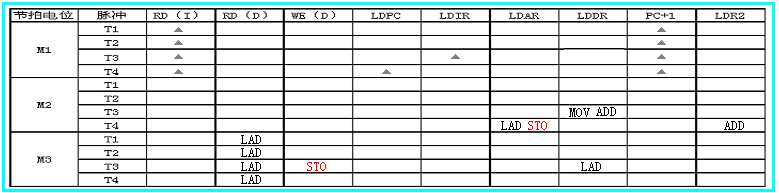 节拍电位 脉冲 RD（I） RD（D） WE（D） LDPC LDIR LDAR LDDR PC+1 LDR2
M1 T1
T2
T3
T4
M2 T1
T2
T3 MOV ADD
T4 LAD STO ADD
M3 T1 LAD
T2 LAD
T3 LAD STO LAD
T4 LAD